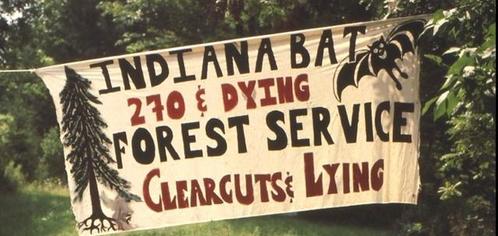 INDIANA BAT
270 & DYING
FOREST SERVICE
CLEARCUTS & LYING